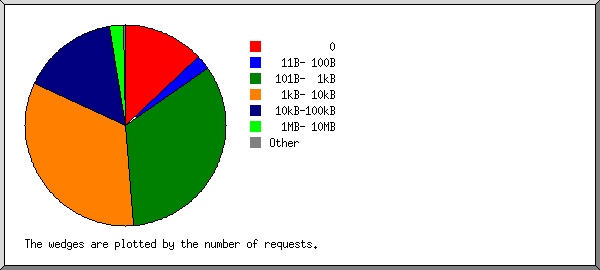 0
11B- 100B
101B-  1kB
1kB- 10kB
10kB-100kB
1MB- 10MB
Other
The wedges are plotted by the number of requests.